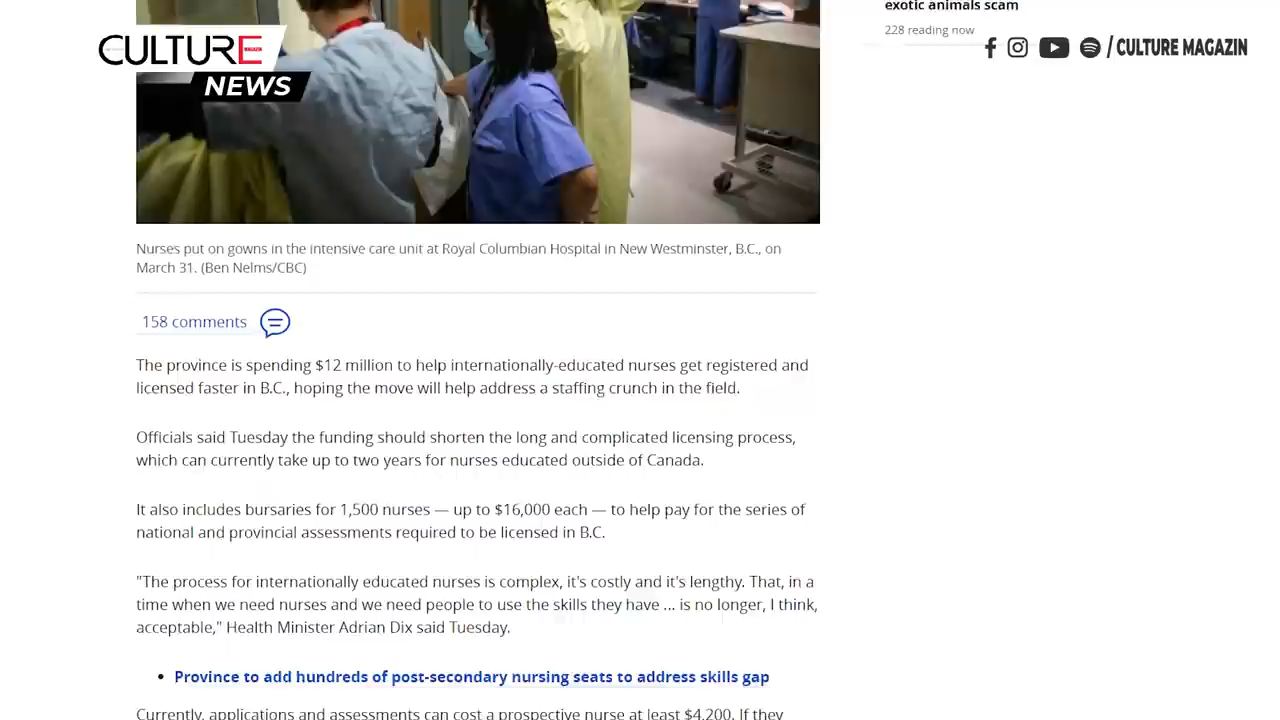 exotic animals scam
228 reading now
CULTURE
NEWS
/ CULTURE MAGAZIN
Nurses put on gowns in the intensive care unit at Royal Columbian Hospital in New Westminster, B.C., on
March 31. (Ben Nelms/CBC)
158 comments
The province is spending $12 million to help internationally-educated nurses get registered and
licensed faster in B.C., hoping the move will help address a staffing crunch in the field.
Officials said Tuesday the funding should shorten the long and complicated licensing process,
which can currently take up to two years for nurses educated outside of Canada.
It also includes bursaries for 1,500 nurses — up to $16,000 each — to help pay for the series of
national and provincial assessments required to be licensed in B.C.
"The process for internationally educated nurses is complex, it's costly and it's lengthy. That, in a
time when we need nurses and we need people to use the skills they have ... is no longer, I think,
acceptable," Health Minister Adrian Dix said Tuesday.
• Province to add hundreds of post-secondary nursing seats to address skills gap
Currently, applications and assessments can cost a prospective nurse at least $4,200. If they